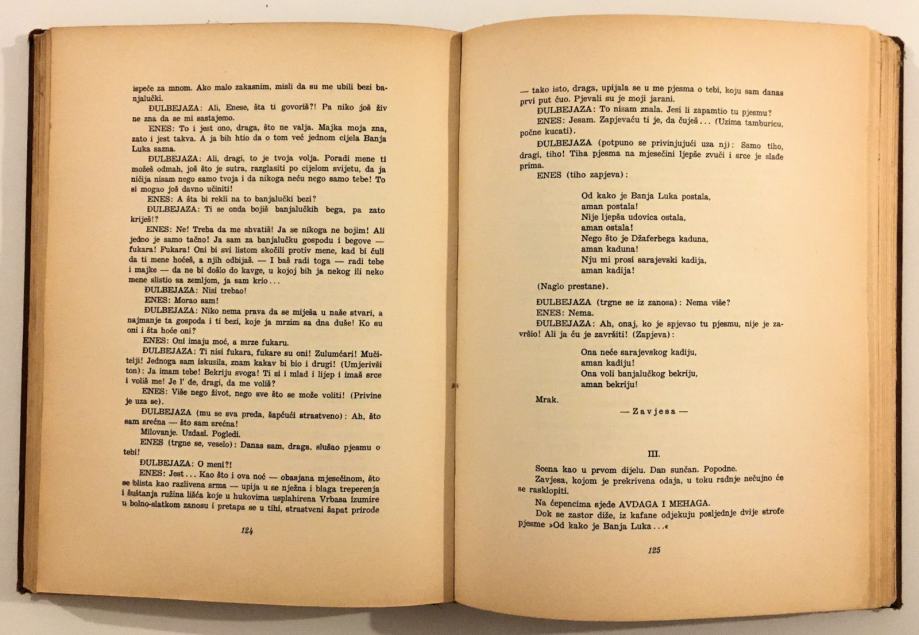 ispeče za mnom. Ako malo zakasnim, misli da su me ubili bezi ba-
njalučki.
ĐULBEJAZA: Ali, Enese, šta ti govoriš?! Pa niko još živ
ne zna da se mi sastajemo.
ENES: To i jest ono, draga, što ne valja. Majka moja zna,
zato i jest takva. A ja bih htio da o tom već jednom cijela Banja
Luka sazna.
ĐULBEJAZA: Ali, dragi, to je tvoja volja. Poradi mene ti
možeš odmah, još što je sutra, razglasiti po cijelom svijetu, da ja
ničija nisam nego samo tvoja i da nikoga neću nego samo tebe! To
si mogao još davno učiniti!
ENES: A šta bi rekli na to banjalučki bezi?
ĐULBEJAZA: Ti se onda bojiš banjalučkih bega, pa zato
kriješ!?
ENES: Ne! Treba da me shvatiš! Ja se nikoga ne bojim! Ali
jedno je samo tačno! Ja sam za banjalučku gospodu i begove —
fukara! Fukara! Oni bi svi listom skočili protiv mene, kad bi čuli
da ti mene hoćeš, a njih odbijaš. — I baš radi toga — radi tebe
i majke — da ne bi došlo do kavge, u kojoj bih ja nekog ili neko
mene slistio sa zemljom, ja sam krio...
ĐULBEJAZA: Nisi trebao!
ENES: Morao sam!
ĐULBEJAZA: Niko nema prava da se miješa u naše stvari, a
najmanje ta gospoda i ti bezi, koje ja mrzim sa dna duše! Ko su
oni i šta hoće oni?
ENES: Oni imaju moć, a mrze fukaru.
ĐULBEJAZA: Ti nisi fukara, fukare su oni! Zulumćari! Muči-
telji! Jednoga sam iskusila, znam kakav bi bio i drugi! (Umjerivši
ton): Ja imam tebe! Bekriju svoga! Ti si i mlad i lijep i imaš srce
i voliš me! Je l' de, dragi, da me voliš?
ENES: Više nego život, nego sve što se može voliti! (Privine
je uza se).
ĐULBEJAZA (mu se sva preda, šapćući strastveno): Ah, što
sam srećna — što sam srećna!
Milovanje. Uzdasi. Pogledi.
ENES (trgne se, veselo): Danas sam, draga, slušao pjesmu o
tebi!
ĐULBEJAZA: O meni?!
ENES: Jest... Kao što i ova noć — obasjana mjesečinom, što
se blista kao razlivena srma — upija u se nježna i blaga treperenja
i šuštanja ružina lišća koje u hukovima usplahirena Vrbasa izumire
u bolno-slatkom zanosu i pretapa se u tihi, strastveni šapat prirode
124
— tako isto, draga, upijala se u me pjesma o tebi, koju sam danas
prvi put čuo. Pjevali su je moji jarani.
ĐULBEJAZA: To nisam znala. Jesi li zapamtio tu pjesmu?
ENES: Jesam. Zapjevaću ti je, da čuješ... (Uzima tamburicu,
počne kucati).
ĐULBEJAZA (potpuno se privinjujući uza nj): Samo tiho,
dragi, tiho! Tiha pjesma na mjesečini ljepše zvuči i srce je slađe
prima.
ENES (tiho zapjeva):
Od kako je Banja Luka postala,
aman postala!
Nije ljepša udovica ostala,
aman ostala!
Nego što je Džaferbega kaduna,
aman kaduna!
Nju mi prosi sarajevski kadija,
aman kadija!
(Naglo prestane).
ĐULBEJAZA (trgne se iz zanosa): Nema više?
ENES: Nema.
ĐULBEJAZA: Ah, onaj, ko je spjevao tu pjesmu, nije je za-
vršio! Ali ja ću je završiti! (Zapjeva):
Ona neće sarajevskog kadiju,
aman kadiju!
Ona voli banjalučkog bekriju,
aman bekriju!
Mrak.
— Zavjesa —
III.
Scena kao u prvom dijelu. Dan sunčan. Popodne.
Zavjesa, kojom je prekrivena odaja, u toku radnje nečujno će
se rasklopiti.
Na ćepencima sjede AVDAGA I MEHAGA.
Dok se zastor diže, iz kafane odjekuju posljednje dvije strofe
pjesme »Od kako je Banja Luka...«
125